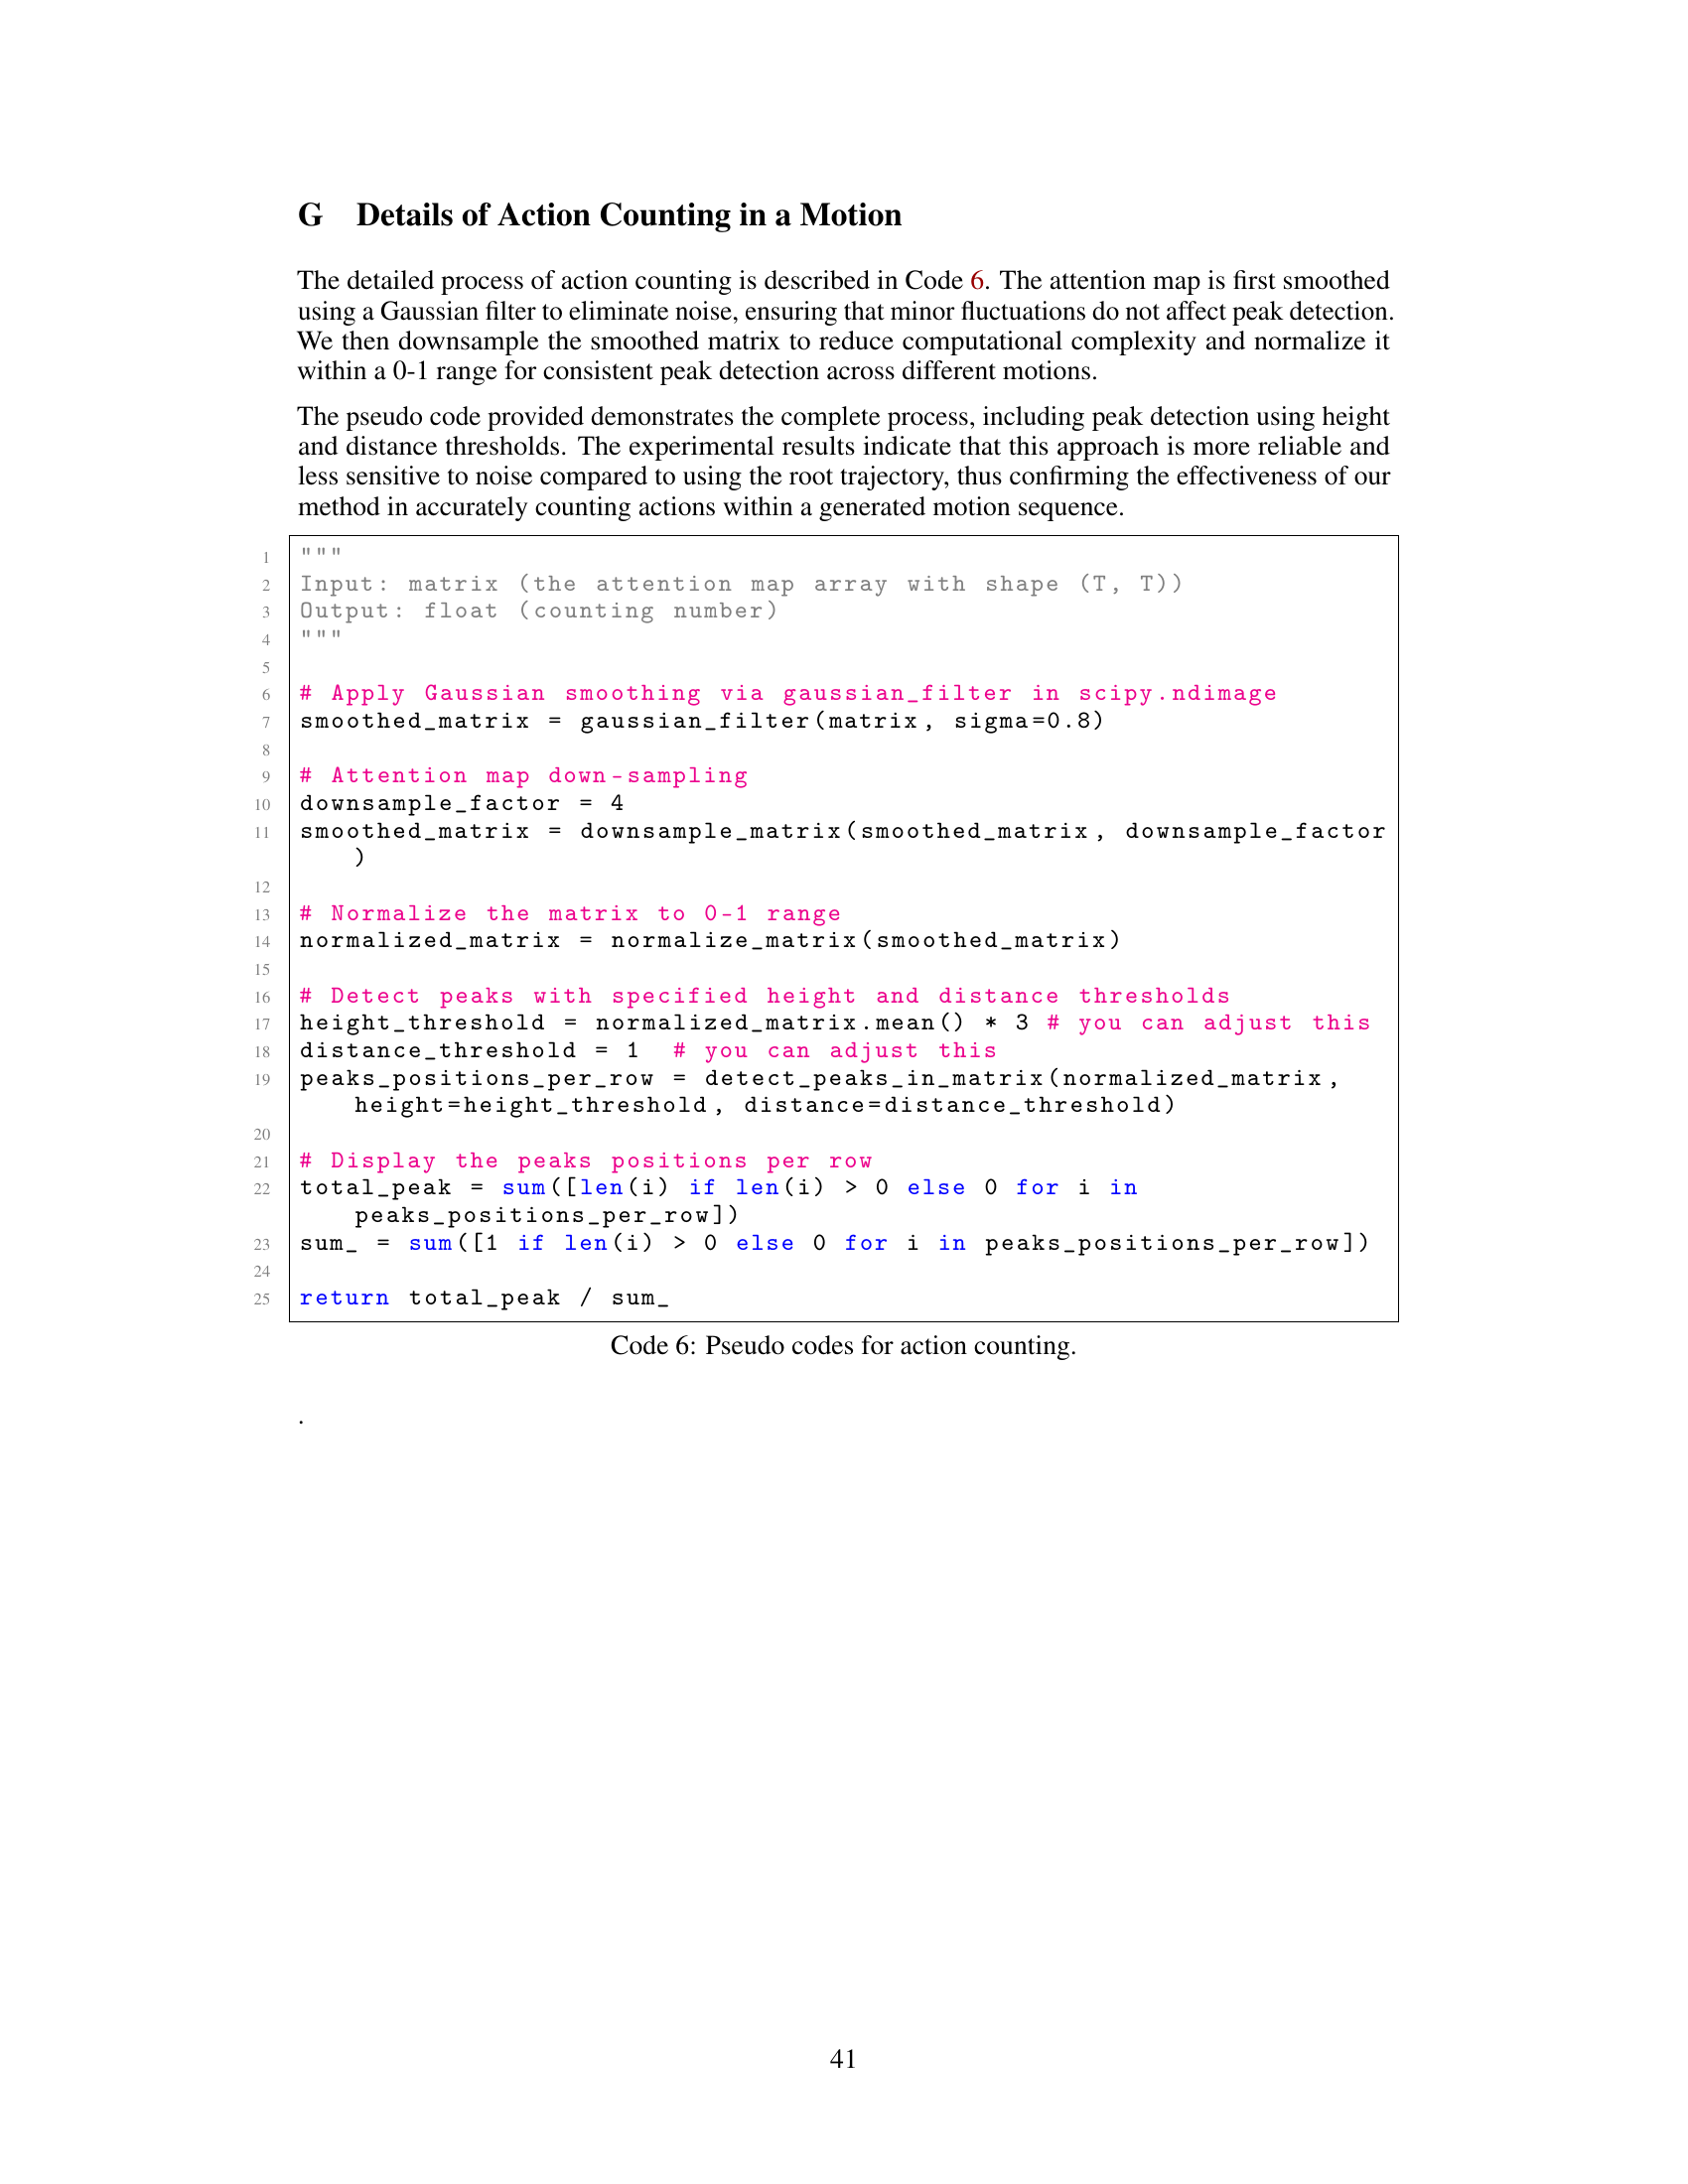 G Details of Action Counting in a Motion
The detailed process of action counting is described in Code 6. The attention map is first smoothed
using a Gaussian filter to eliminate noise, ensuring that minor fluctuations do not affect peak detection.
We then downsample the smoothed matrix to reduce computational complexity and normalize it
within a 0-1 range for consistent peak detection across different motions.
The pseudo code provided demonstrates the complete process, including peak detection using height
and distance thresholds. The experimental results indicate that this approach is more reliable and
less sensitive to noise compared to using the root trajectory, thus confirming the effectiveness of our
method in accurately counting actions within a generated motion sequence.
1 """
2 Input: matrix (the attention map array with shape (T, T))
3 Output: float (counting number)
4 """
5
6 # Apply Gaussian smoothing via gaussian_filter in scipy.ndimage
7 smoothed_matrix = gaussian_filter(matrix, sigma=0.8)
8
9 # Attention map down-sampling
10 downsample_factor = 4
11 smoothed_matrix = downsample_matrix(smoothed_matrix, downsample_factor
)
12
13 # Normalize the matrix to 0-1 range
14 normalized_matrix = normalize_matrix(smoothed_matrix)
15
16 # Detect peaks with specified height and distance thresholds
17 height_threshold = normalized_matrix.mean() * 3 # you can adjust this
18 distance_threshold = 1 # you can adjust this
19 peaks_positions_per_row = detect_peaks_in_matrix(normalized_matrix,
height=height_threshold, distance=distance_threshold)
20
21 # Display the peaks positions per row
22 total_peak = sum([len(i) if len(i) > 0 else 0 for i in
peaks_positions_per_row])
23 sum_ = sum([1 if len(i) > 0 else 0 for i in peaks_positions_per_row])
24
25 return total_peak / sum_
Code 6: Pseudo codes for action counting.
.
41